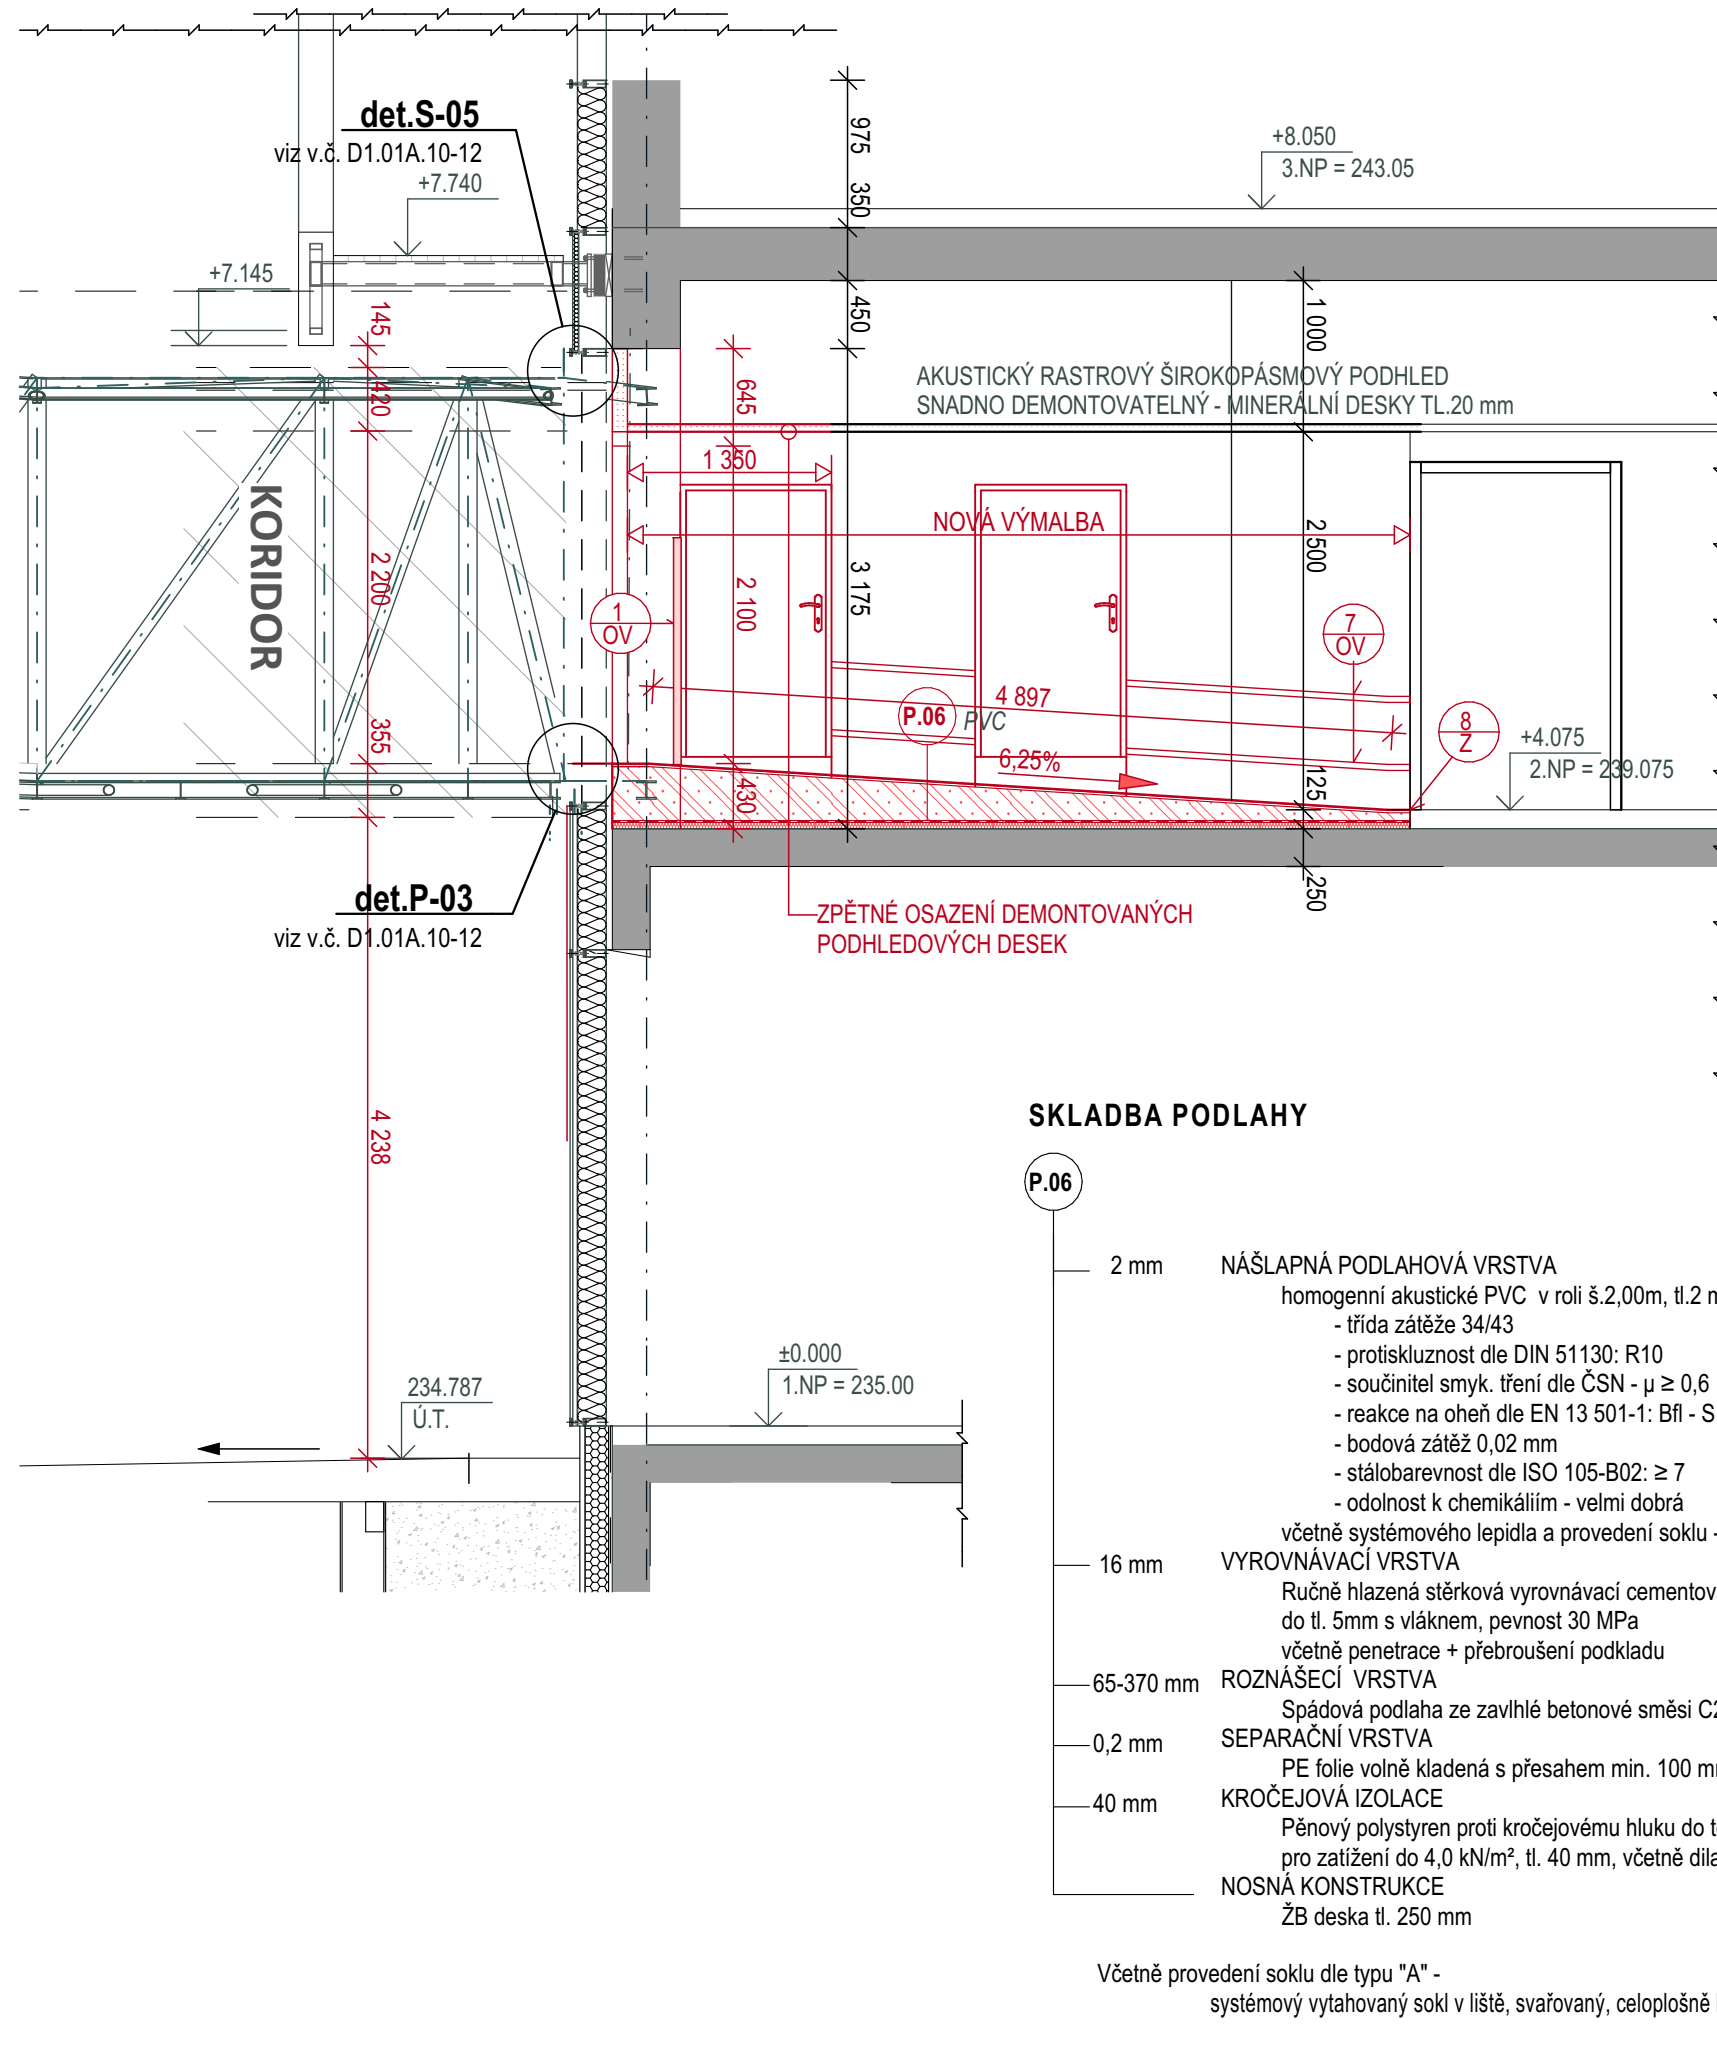 det.S-05
viz v.č. D1.01A.10-12
+7.740
+7.145
975
350
450
+8.050
3.NP = 243.05
145
420
2 200
355
4 238
KORIDOR
645
1 350
2 100
430
3 175
1 000
2 500
125
250
AKUSTICKÝ RASTROVÝ ŠIROKOPÁSMOVÝ PODHLED
SNADNO DEMONTOVATELNÝ - MINERÁLNÍ DESKY TL.20 mm
NOVÁ VÝMALBA
1
OV
7
OV
4 897
P.06
PVC
6,25%
8
Z
+4.075
2.NP = 239.075
det.P-03
viz v.č. D1.01A.10-12
ZPĚTNÉ OSAZENÍ DEMONTOVANÝCH
PODHLEDOVÝCH DESEK
234.787
Ú.T.
±0.000
1.NP = 235.00
SKLADBA PODLAHY
P.06
2 mm NÁŠLAPNÁ PODLAHOVÁ VRSTVA
homogenní akustické PVC v roli š.2,00m, tl.2
- třída zátěže 34/43
- protiskluznost dle DIN 51130: R10
- součinitel smyk. tření dle ČSN - µ ≥ 0,6
- reakce na oheň dle EN 13 501-1: Bfl - S
- bodová zátěž 0,02 mm
- stálobarevnost dle ISO 105-B02: ≥ 7
- odolnost k chemikáliím - velmi dobrá
včetně systémového lepidla a provedení soklu -
16 mm VYROVNÁVACÍ VRSTVA
Ručně hlazená stěrková vyrovnávací
do tl. 5mm s vláknem, pevnost 30 MPa
včetně penetrace + přebroušení podkladu
65-370 mm ROZNÁŠECÍ VRSTVA
Spádová podlaha ze zavlhlé betonové směsi
0,2 mm SEPARAČNÍ VRSTVA
PE folie volně kladená s přesahem min. 100
40 mm KROČEJOVÁ IZOLACE
Pěnový polystyren proti kročejovému hluku do
pro zatížení do 4,0 kN/m², tl. 40 mm, včetně
NOSNÁ KONSTRUKCE
ŽB deska tl. 250 mm
Včetně provedení soklu dle typu "A" -
systémový vytahovaný sokl v liště, svařovaný, celoplošně